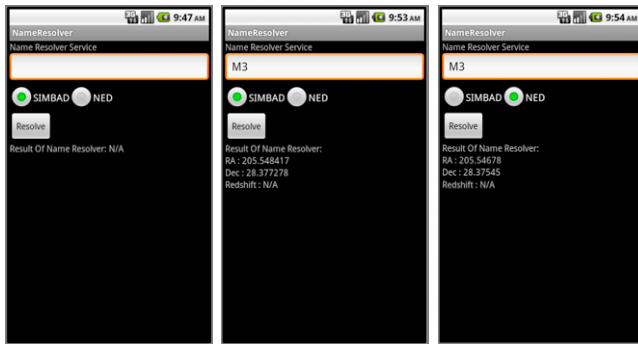 9:47 AM
NameResolver
Name Resolver Service
SIMBAD NED
Resolve
Result Of Name Resolver: N/A
9:53 AM
NameResolver
Name Resolver Service
M3
SIMBAD NED
Resolve
Result Of Name Resolver:
RA : 205.548417
Dec : 28.377278
Redshift : N/A
9:54 AM
NameResolver
Name Resolver Service
M3
SIMBAD NED
Resolve
Result Of Name Resolver:
RA : 205.54678
Dec : 28.37545
Redshift : N/A